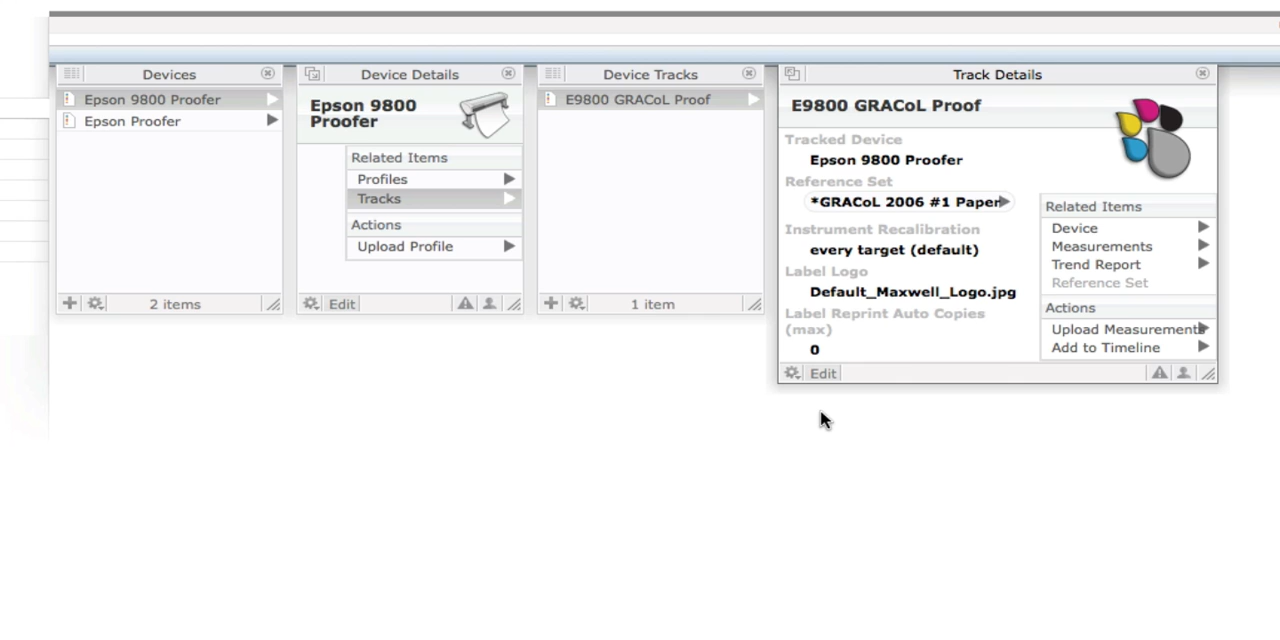 Devices
Epson 9800 Proofer
Epson Proofer
2 items
Device Details
Epson 9800
Proofer
Related Items
Profiles
Tracks
Actions
Upload Profile
Edit
Device Tracks
E9800 GRACoL Proof
1 item
Track Details
E9800 GRACoL Proof
Tracked Device
Epson 9800 Proofer
Reference Set
*GRACoL 2006 #1 Paper
Instrument Recalibration
every target (default)
Label Logo
Default_Maxwell_Logo.jpg
Label Reprint Auto Copies
(max)
0
Related Items
Device
Measurements
Trend Report
Reference Set
Actions
Upload Measurements
Add to Timeline
Edit